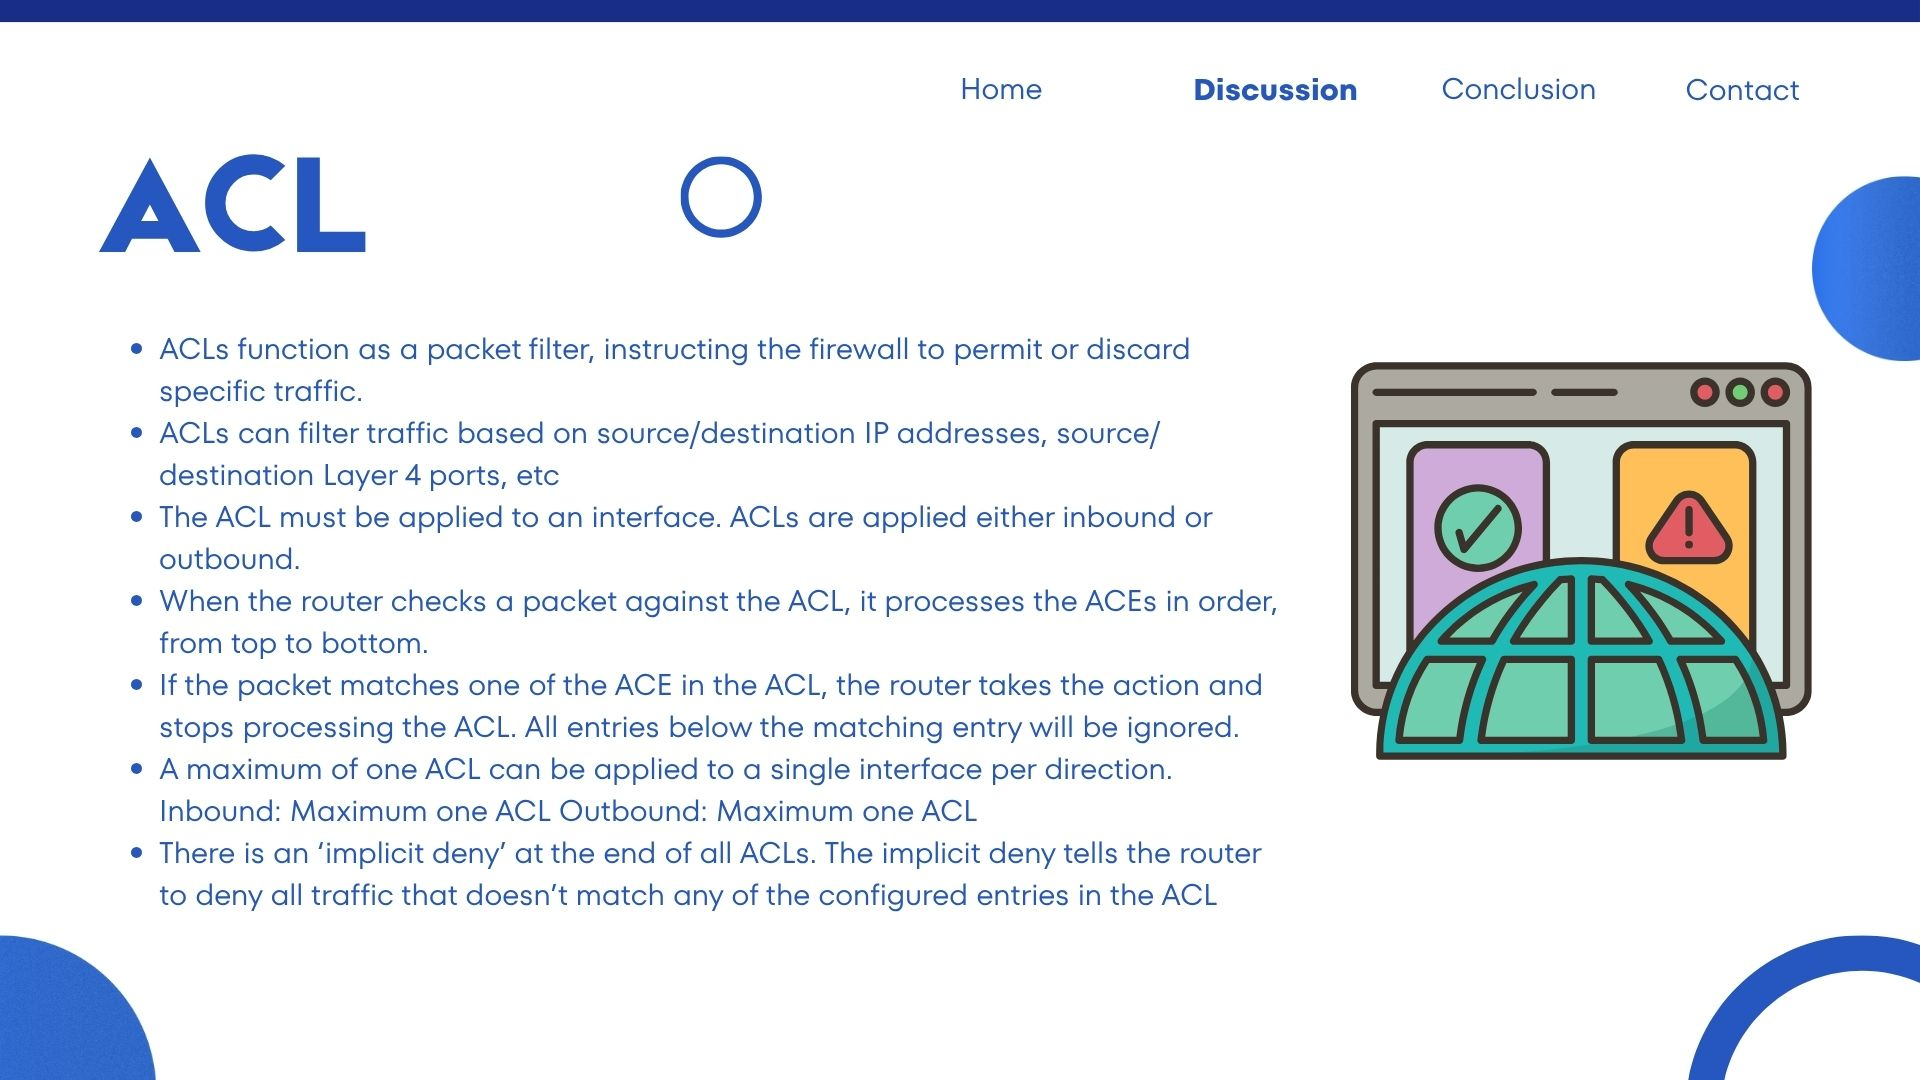 Home Discussion Conclusion Contact
ACL
• ACLs function as a packet filter, instructing the firewall to permit or discard
specific traffic.
• ACLs can filter traffic based on source/destination IP addresses, source/
destination Layer 4 ports, etc
• The ACL must be applied to an interface. ACLs are applied either inbound or
outbound.
• When the router checks a packet against the ACL, it processes the ACEs in order,
from top to bottom.
• If the packet matches one of the ACE in the ACL, the router takes the action and
stops processing the ACL. All entries below the matching entry will be ignored.
• A maximum of one ACL can be applied to a single interface per direction.
Inbound: Maximum one ACL Outbound: Maximum one ACL
• There is an ‘implicit deny’ at the end of all ACLs. The implicit deny tells the router
to deny all traffic that doesn’t match any of the configured entries in the ACL